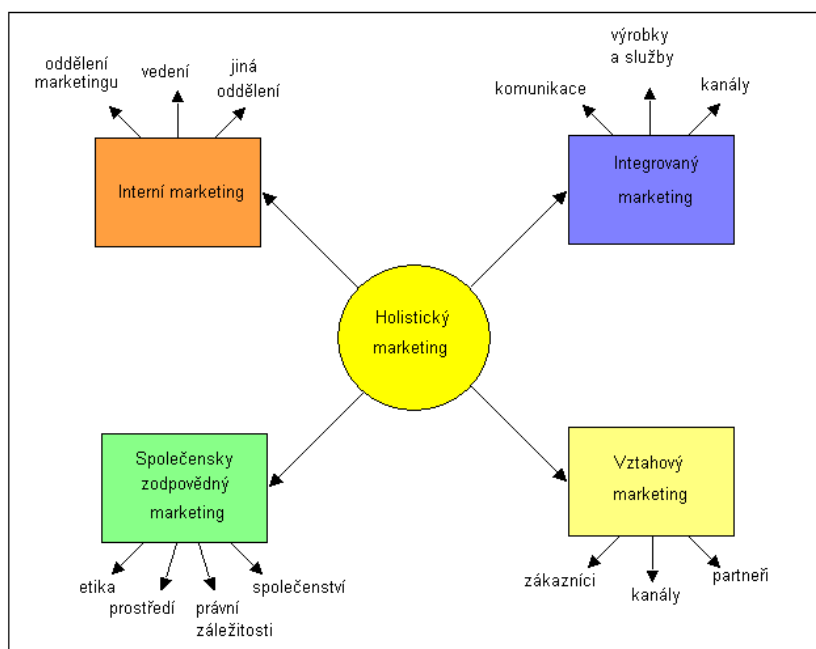 oddělení
marketingu
vedení
jiná
oddělení
Interní marketing
výrobky
a služby
komunikace
kanály
Integrovaný
marketing
Holistický
marketing
Společensky
zodpovědný
marketing
etika
prostředí
právní
záležitosti
společenství
Vztahový
marketing
zákazníci
kanály
partneři